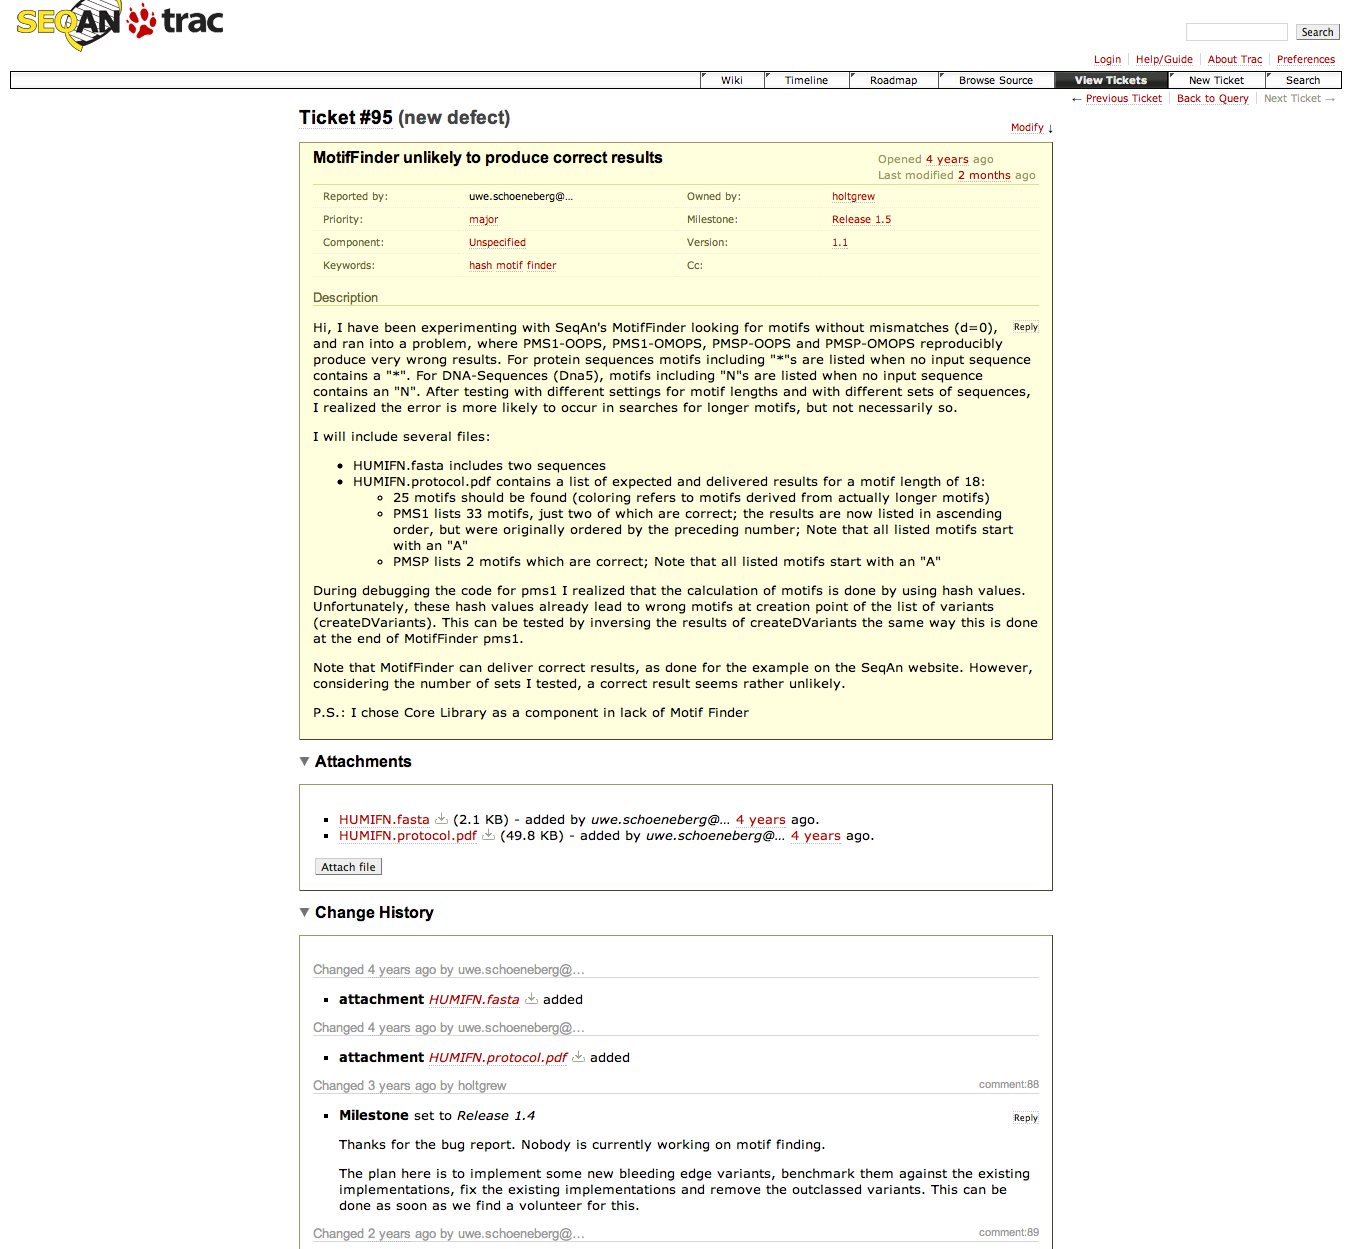 SEQAN trac
Search
Login Help/Guide About Trac Preferences
Wiki Timeline Roadmap Browse Source View Tickets New Ticket Search
← Previous Ticket Back to Query Next Ticket →
Ticket #95 (new defect)
Modify ↓
MotifFinder unlikely to produce correct results
Opened 4 years ago
Last modified 2 months ago
Reported by: uwe.schoeneberg@... Owned by: holtgrew
Priority: major Milestone: Release 1.5
Component: Unspecified Version: 1.1
Keywords: hash motif finder Cc:
Description
Reply
Hi, I have been experimenting with SeqAn's MotifFinder looking for motifs without mismatches (d=0),
and ran into a problem, where PMS1-OOPS, PMS1-OMOPS, PMSP-OOPS and PMSP-OMOPS reproducibly
produce very wrong results. For protein sequences motifs including "*"s are listed when no input sequence
contains a "*". For DNA-Sequences (Dna5), motifs including "N"s are listed when no input sequence
contains an "N". After testing with different settings for motif lengths and with different sets of sequences,
I realized the error is more likely to occur in searches for longer motifs, but not necessarily so.
I will include several files:
• HUMIFN.fasta includes two sequences
• HUMIFN.protocol.pdf contains a list of expected and delivered results for a motif length of 18:
◦ 25 motifs should be found (coloring refers to motifs derived from actually longer motifs)
◦ PMS1 lists 33 motifs, just two of which are correct; the results are now listed in ascending
order, but were originally ordered by the preceding number; Note that all listed motifs start
with an "A"
◦ PMSP lists 2 motifs which are correct; Note that all listed motifs start with an "A"
During debugging the code for pms1 I realized that the calculation of motifs is done by using hash values.
Unfortunately, these hash values already lead to wrong motifs at creation point of the list of variants
(createDVariants). This can be tested by inversing the results of createDVariants the same way this is done
at the end of MotifFinder pms1.
Note that MotifFinder can deliver correct results, as done for the example on the SeqAn website. However,
considering the number of sets I tested, a correct result seems rather unlikely.
P.S.: I chose Core Library as a component in lack of Motif Finder
▼ Attachments
▪ HUMIFN.fasta (2.1 KB) - added by uwe.schoeneberg@... 4 years ago.
▪ HUMIFN.protocol.pdf (49.8 KB) - added by uwe.schoeneberg@... 4 years ago.
Attach file
▼ Change History
Changed 4 years ago by uwe.schoeneberg@...
▪ attachment HUMIFN.fasta added
Changed 4 years ago by uwe.schoeneberg@...
▪ attachment HUMIFN.protocol.pdf added
Changed 3 years ago by holtgrew comment:88
▪ Milestone set to Release 1.4
Reply
Thanks for the bug report. Nobody is currently working on motif finding.
The plan here is to implement some new bleeding edge variants, benchmark them against the existing
implementations, fix the existing implementations and remove the outclassed variants. This can be
done as soon as we find a volunteer for this.
Changed 2 years ago by uwe.schoeneberg@... comment:89